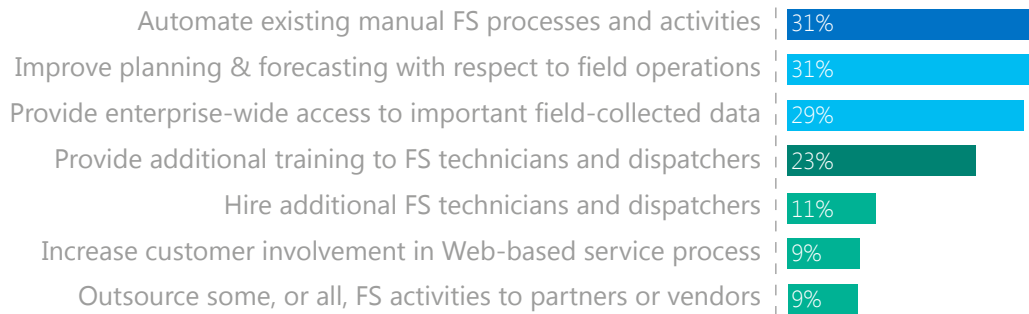 Automate existing manual FS processes and activities 31%
Improve planning & forecasting with respect to field operations 31%
Provide enterprise-wide access to important field-collected data 29%
Provide additional training to FS technicians and dispatchers 23%
Hire additional FS technicians and dispatchers 11%
Increase customer involvement in Web-based service process 9%
Outsource some, or all, FS activities to partners or vendors 9%